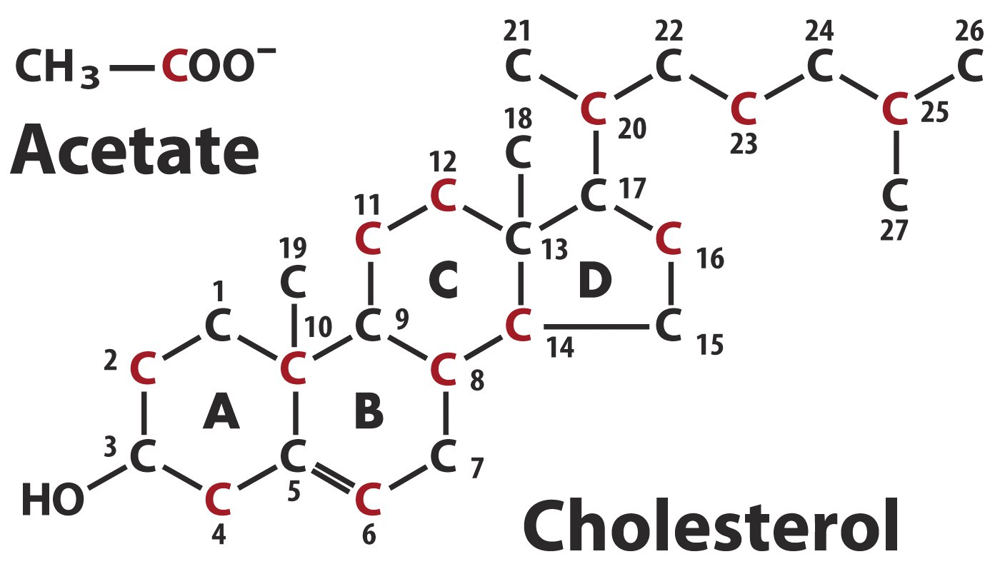 CH3—COO−
Acetate
21 22 24 26
C C C C
C C C 25
18 20 23
C
12 C 17 C
11 C 27
C C 13 C 16
19 C D
C
1 10 9
C C C 14 C 15
2 C C C 8
A B
3 C C C 7
HO 5
C C
4 6
Cholesterol